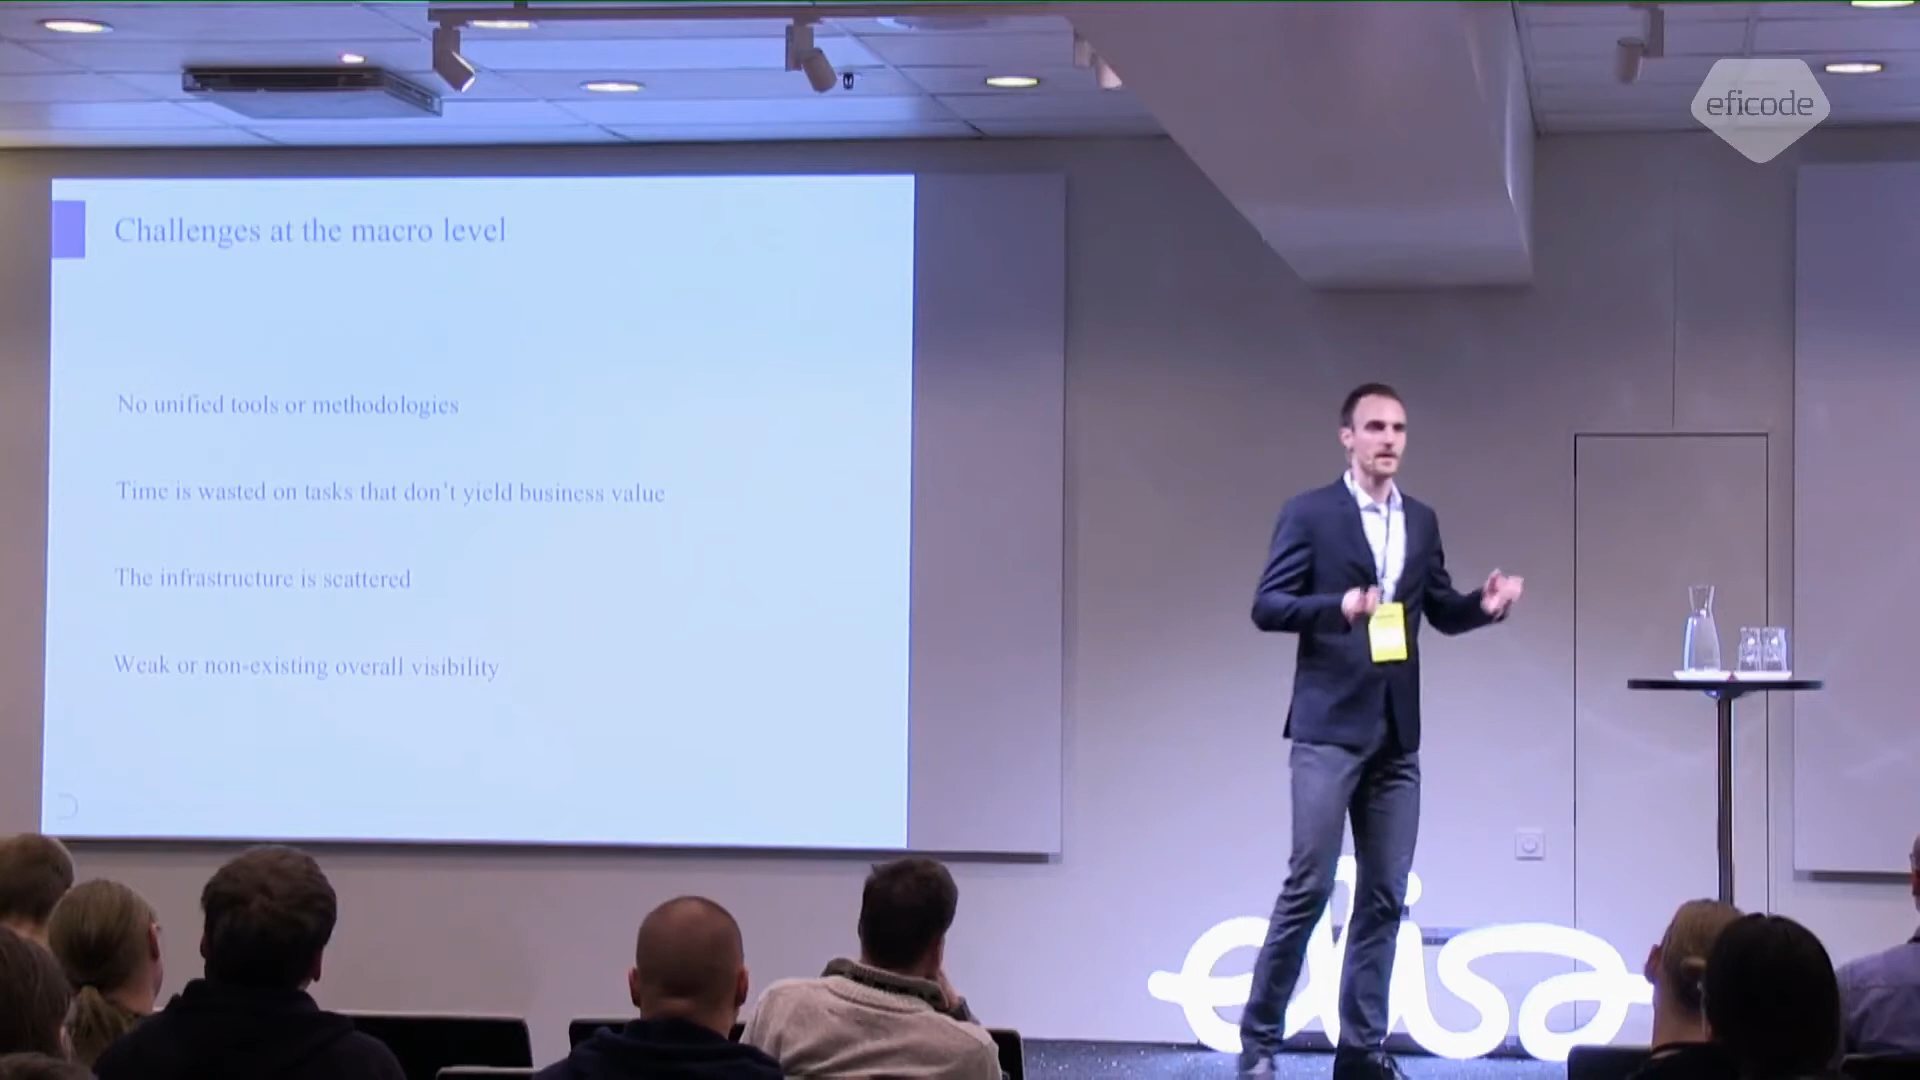 eficode
Challenges at the macro level
No unified tools or methodologies
Time is wasted on tasks that don't yield business value
The infrastructure is scattered
Weak or non-existing overall visibility
elisa